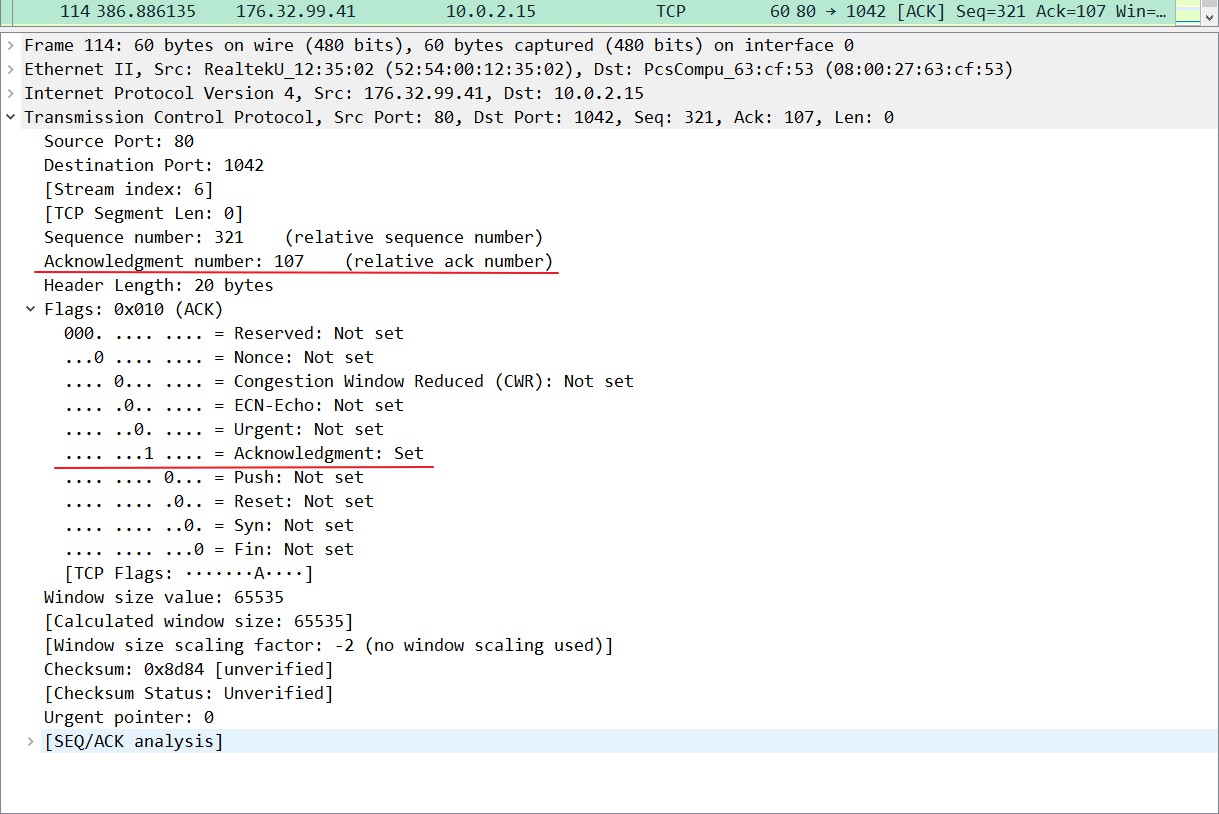 114 386.886135 176.32.99.41 10.0.2.15 TCP 60 80 → 1042 [ACK] Seq=321 Ack=107 Win=…
Frame 114: 60 bytes on wire (480 bits), 60 bytes captured (480 bits) on interface 0
Ethernet II, Src: RealtekU_12:35:02 (52:54:00:12:35:02), Dst: PcsCompu_63:cf:53 (08:00:27:63:cf:53)
Internet Protocol Version 4, Src: 176.32.99.41, Dst: 10.0.2.15
Transmission Control Protocol, Src Port: 80, Dst Port: 1042, Seq: 321, Ack: 107, Len: 0
Source Port: 80
Destination Port: 1042
[Stream index: 6]
[TCP Segment Len: 0]
Sequence number: 321 (relative sequence number)
Acknowledgment number: 107 (relative ack number)
Header Length: 20 bytes
Flags: 0x010 (ACK)
000. .... .... = Reserved: Not set
...0 .... .... = Nonce: Not set
.... 0... .... = Congestion Window Reduced (CWR): Not set
.... .0.. .... = ECN-Echo: Not set
.... ..0. .... = Urgent: Not set
.... ...1 .... = Acknowledgment: Set
.... .... 0... = Push: Not set
.... .... .0.. = Reset: Not set
.... .... ..0. = Syn: Not set
.... .... ...0 = Fin: Not set
[TCP Flags: ·······A····]
Window size value: 65535
[Calculated window size: 65535]
[Window size scaling factor: -2 (no window scaling used)]
Checksum: 0x8d84 [unverified]
[Checksum Status: Unverified]
Urgent pointer: 0
[SEQ/ACK analysis]